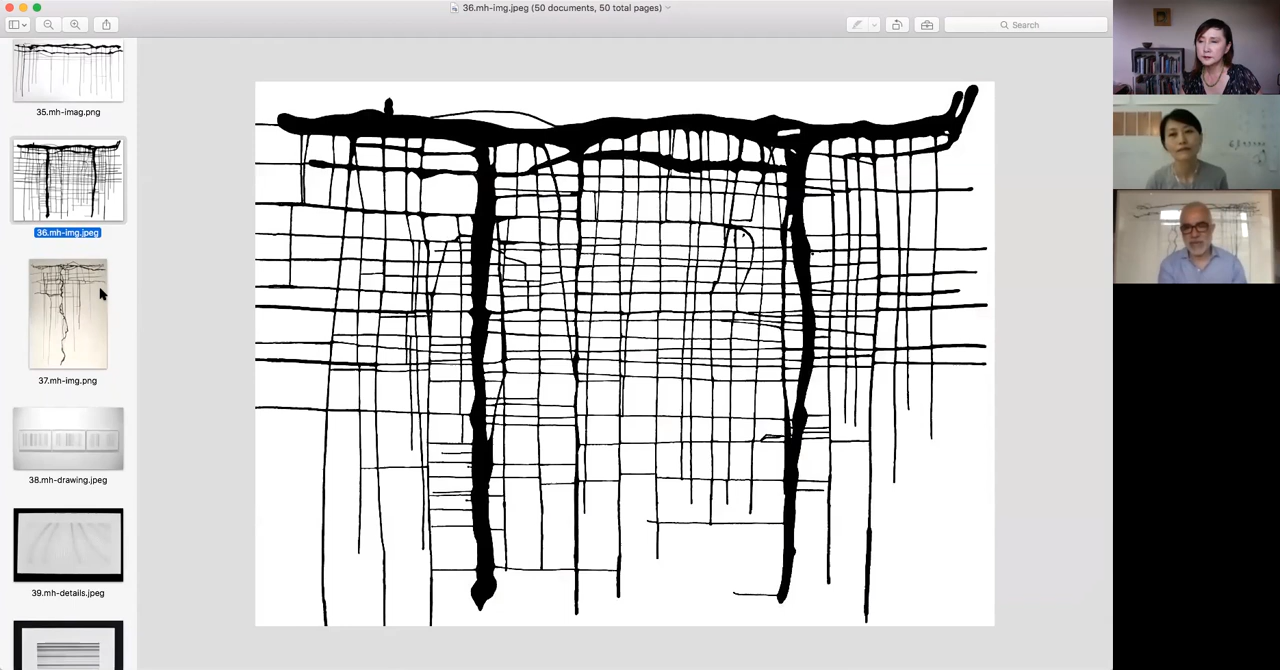 36.mh-img.jpeg (50 documents, 50 total pages)
Search
35.mh-imag.png
36.mh-img.jpeg
37.mh-img.png
38.mh-drawing.jpeg
39.mh-details.jpeg